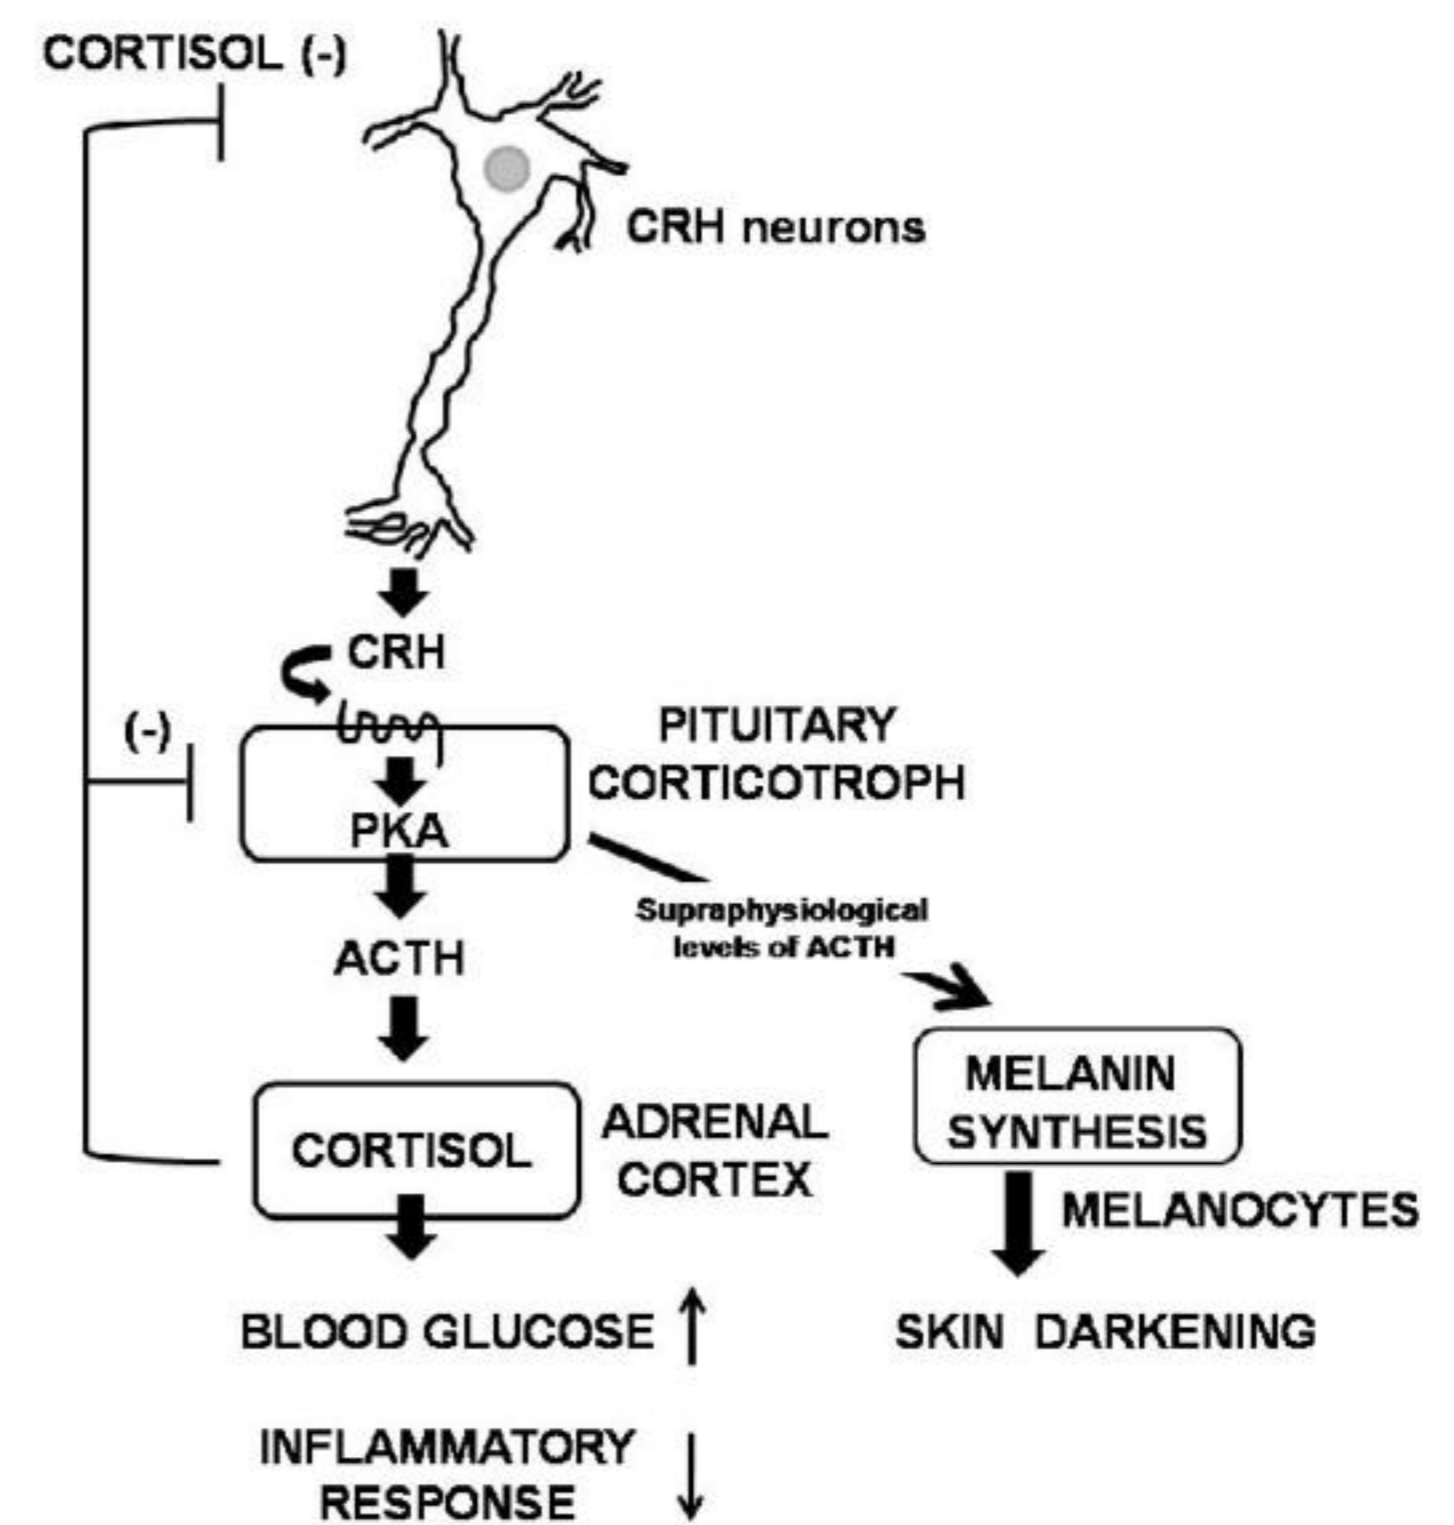 CORTISOL (-)
CRH neurons
CRH
(-)
PITUITARY
CORTICOTROPH
PKA
Supraphysiological
levels of ACTH
ACTH
MELANIN
SYNTHESIS
CORTISOL
ADRENAL
CORTEX
MELANOCYTES
BLOOD GLUCOSE
SKIN DARKENING
INFLAMMATORY
RESPONSE